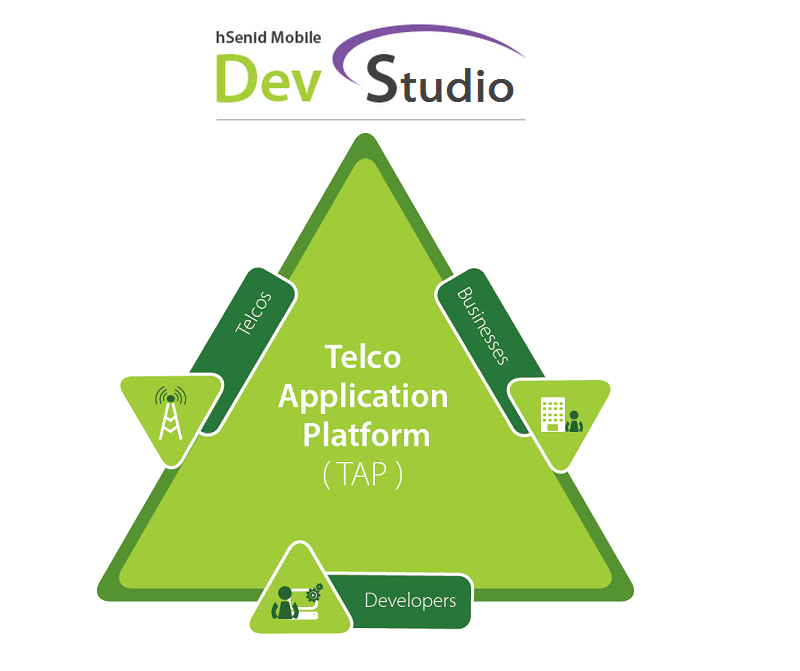 hSenid Mobile
Dev Studio
Telcos
Businesses
Telco
Application
Platform
( TAP )
Developers